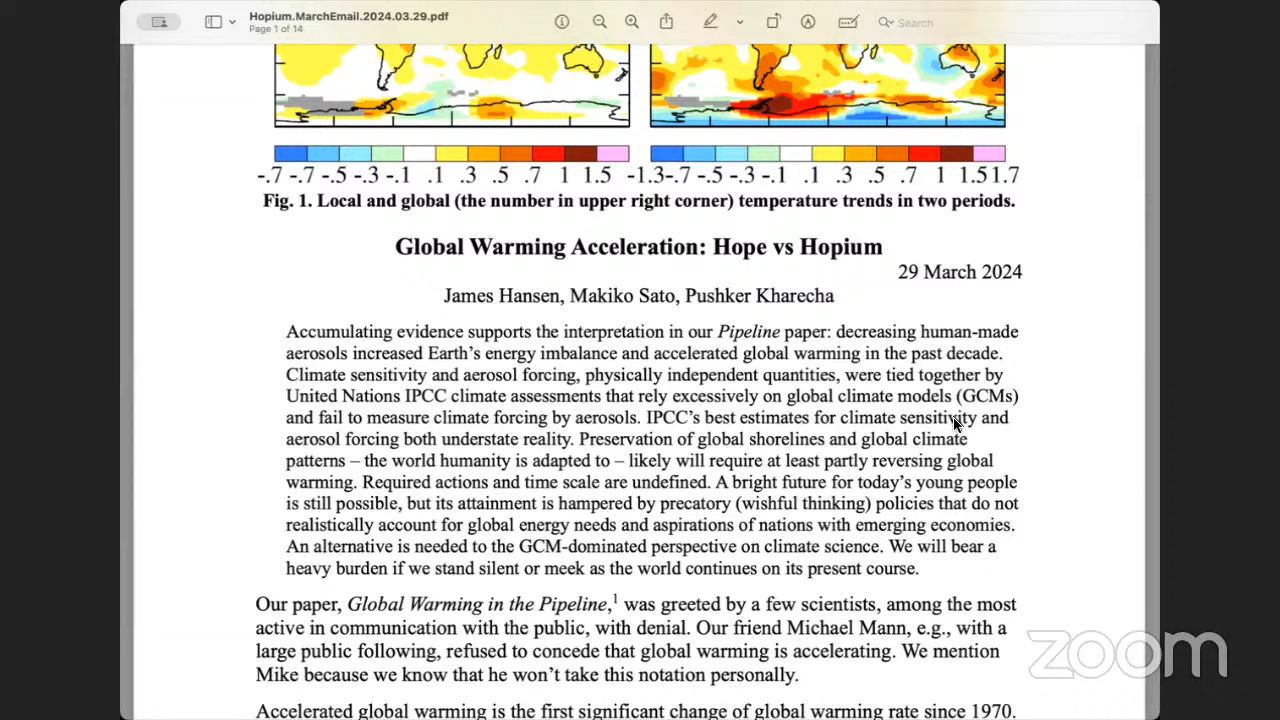 Hopium.MarchEmail.2024.03.29.pdf
Page 1 of 14
Search
-.7 -.7 -.5 -.3 -.1 .1 .3 .5 .7 1 1.5 -1.3-.7 -.5 -.3 -.1 .1 .3 .5 .7 1 1.51.7
Fig. 1. Local and global (the number in upper right corner) temperature trends in two periods.
Global Warming Acceleration: Hope vs Hopium
29 March 2024
James Hansen, Makiko Sato, Pushker Kharecha
Accumulating evidence supports the interpretation in our Pipeline paper: decreasing human-made
aerosols increased Earth's energy imbalance and accelerated global warming in the past decade.
Climate sensitivity and aerosol forcing, physically independent quantities, were tied together by
United Nations IPCC climate assessments that rely excessively on global climate models (GCMs)
and fail to measure climate forcing by aerosols. IPCC's best estimates for climate sensitivity and
aerosol forcing both understate reality. Preservation of global shorelines and global climate
patterns – the world humanity is adapted to – likely will require at least partly reversing global
warming. Required actions and time scale are undefined. A bright future for today's young people
is still possible, but its attainment is hampered by precatory (wishful thinking) policies that do not
realistically account for global energy needs and aspirations of nations with emerging economies.
An alternative is needed to the GCM-dominated perspective on climate science. We will bear a
heavy burden if we stand silent or meek as the world continues on its present course.
Our paper, Global Warming in the Pipeline,1 was greeted by a few scientists, among the most
active in communication with the public, with denial. Our friend Michael Mann, e.g., with a
large public following, refused to concede that global warming is accelerating. We mention
Mike because we know that he won't take this notation personally.
Accelerated global warming is the first significant change of global warming rate since 1970.
zoom